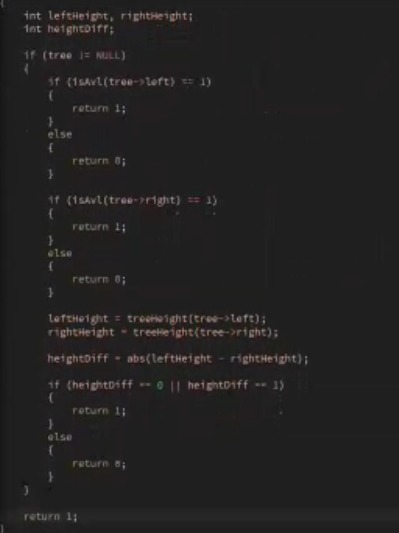 {
int leftHeight, rightHeight;
int heightDiff;
if (tree != NULL)
{
if (isAvl(tree->left) == 1)
{
return 1;
}
else
{
return 0;
}
if (isAvl(tree->right) == 1)
{
return 1;
}
else
{
return 0;
}
leftHeight = treeHeight(tree->left);
rightHeight = treeHeight(tree->right);
heightDiff = abs(leftHeight - rightHeight);
if (heightDiff == 0 || heightDiff == 1)
{
return 1;
}
else
{
return 0;
}
}
return 1;
}